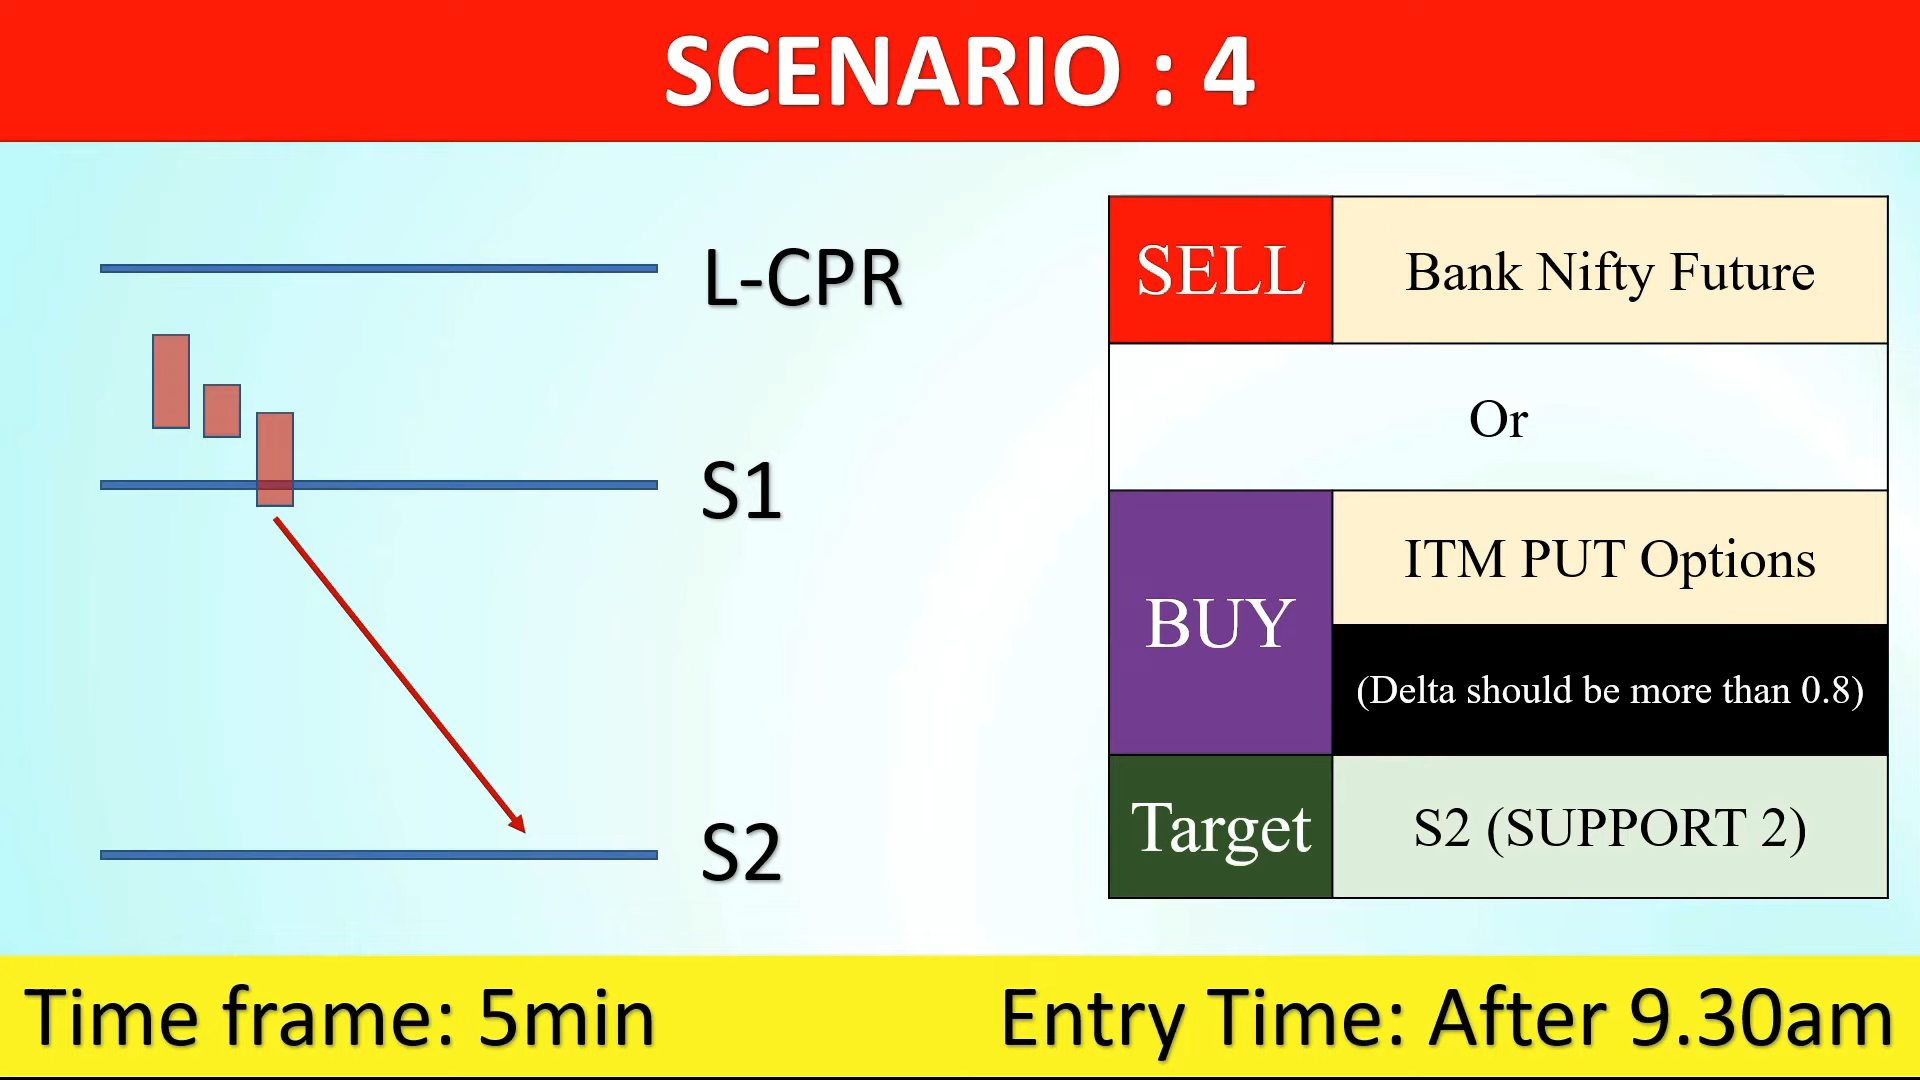 SCENARIO : 4
L-CPR
S1
S2
SELL
Bank Nifty Future
Or
BUY
ITM PUT Options
(Delta should be more than 0.8)
Target
S2 (SUPPORT 2)
Time frame: 5min
Entry Time: After 9.30am